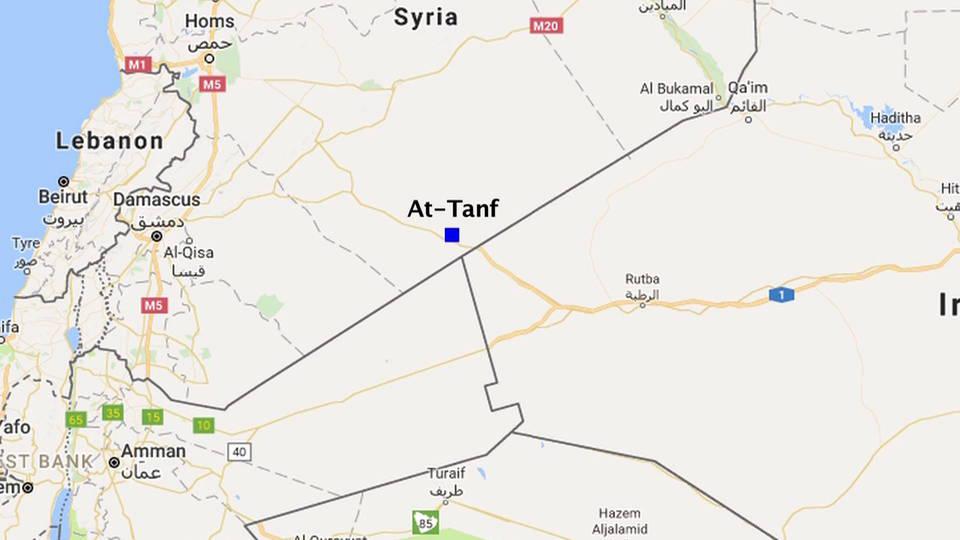 Homs
حمص
Syria
M20
الميادين
M1
M5
Al Bukamal
البو كمال
Qa'im
القائم
Haditha
حديثة
Lebanon
Beirut
بيروت
Damascus
دمشق
At-Tanf
Hit
هيت
Tyre
صور
Al-Qisa
قيسا
Rutba
الرطبة
1
Ir
M5
ifa
65
35
15
10
40
Yafo
ST BANK
em
Amman
عمان
Turaif
طريف
85
Hazem
Aljalamid
Al Qurayyat